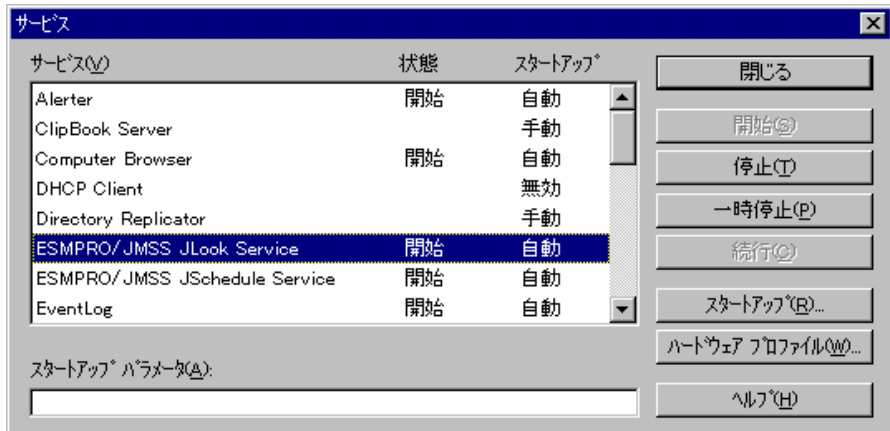 サービス
サービス(V) 状態 スタートアップ
Alerter 開始 自動
ClipBook Server 手動
Computer Browser 開始 自動
DHCP Client 無効
Directory Replicator 手動
ESMPRO/JMSS JLook Service 開始 自動
ESMPRO/JMSS JSchedule Service 開始 自動
EventLog 開始 自動
スタートアップ パラメータ(A):
閉じる
開始(S)
停止(T)
一時停止(P)
続行(C)
スタートアップ(R)...
ハードウェア プロファイル(W)...
ヘルプ(H)